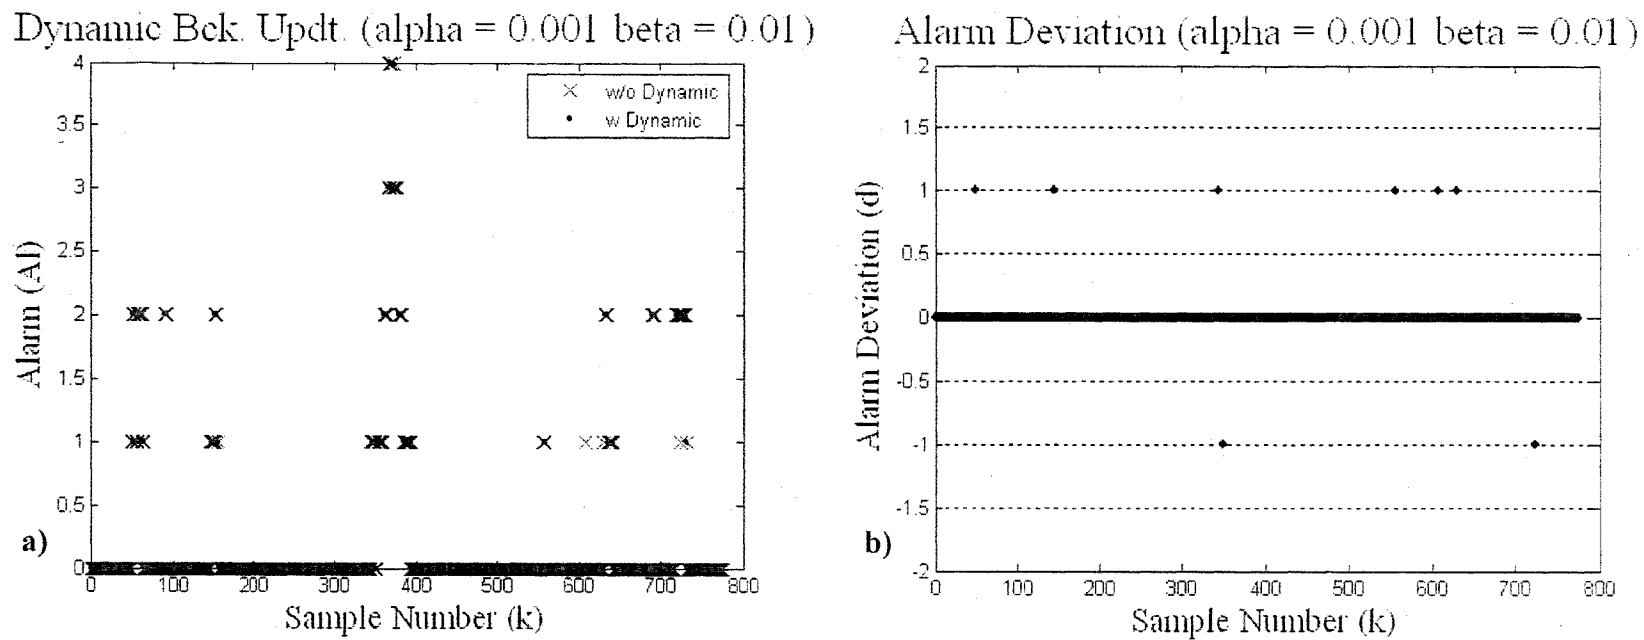 Dynamic Bck. Updt. (alpha = 0.001 beta = 0.01)
4
3.5
3
2.5
2
1.5
1
0.5
0
Alarm (Al)
w/o Dynamic
w Dynamic
a)
0 100 200 300 400 500 600 700 800
Sample Number (k)
Alarm Deviation (alpha = 0.001 beta = 0.01)
2
1.5
1
0.5
0
-0.5
-1
-1.5
-2
Alarm Deviation (d)
b)
0 100 200 300 400 500 600 700 800
Sample Number (k)